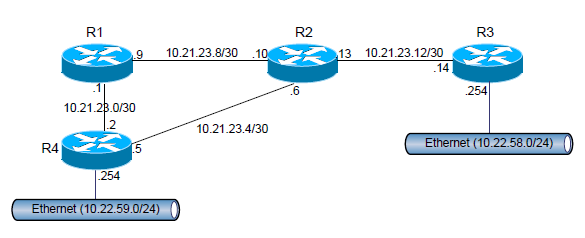 R1
R2
R3
.9
10.21.23.8/30
.10
.13
10.21.23.12/30
.14
.1
.6
.254
10.21.23.0/30
.2
10.21.23.4/30
R4
.5
.254
Ethernet (10.22.58.0/24)
Ethernet (10.22.59.0/24)